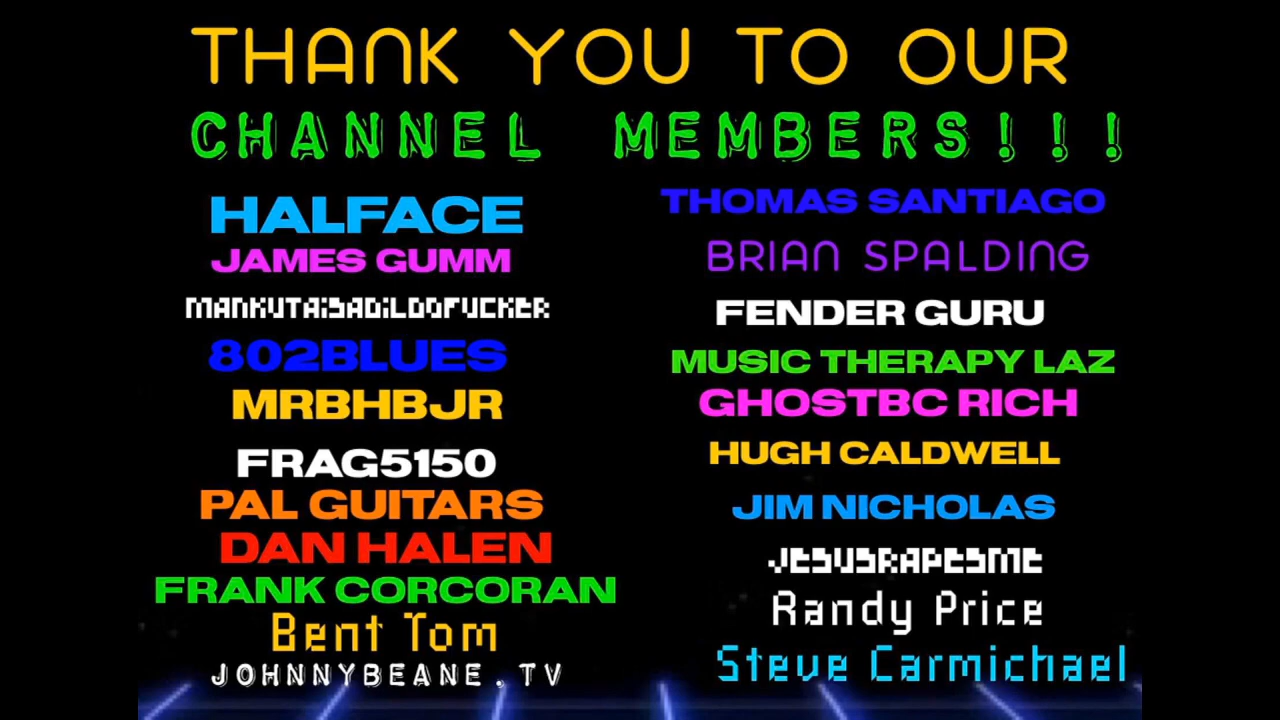 THANK YOU TO OUR
CHANNEL MEMBERS!!!
HALFACE
JAMES GUMM
MANKUTAiSADiLDOFUCKER
802BLUES
MRBHBJR
FRAG5150
PAL GUITARS
DAN HALEN
FRANK CORCORAN
Bent Tom
JOHNNYBEANE.TV
THOMAS SANTIAGO
BRIAN SPALDING
FENDER GURU
MUSIC THERAPY LAZ
GHOSTBC RICH
HUGH CALDWELL
JIM NICHOLAS
JESUSRAPESME
Randy Price
Steve Carmichael